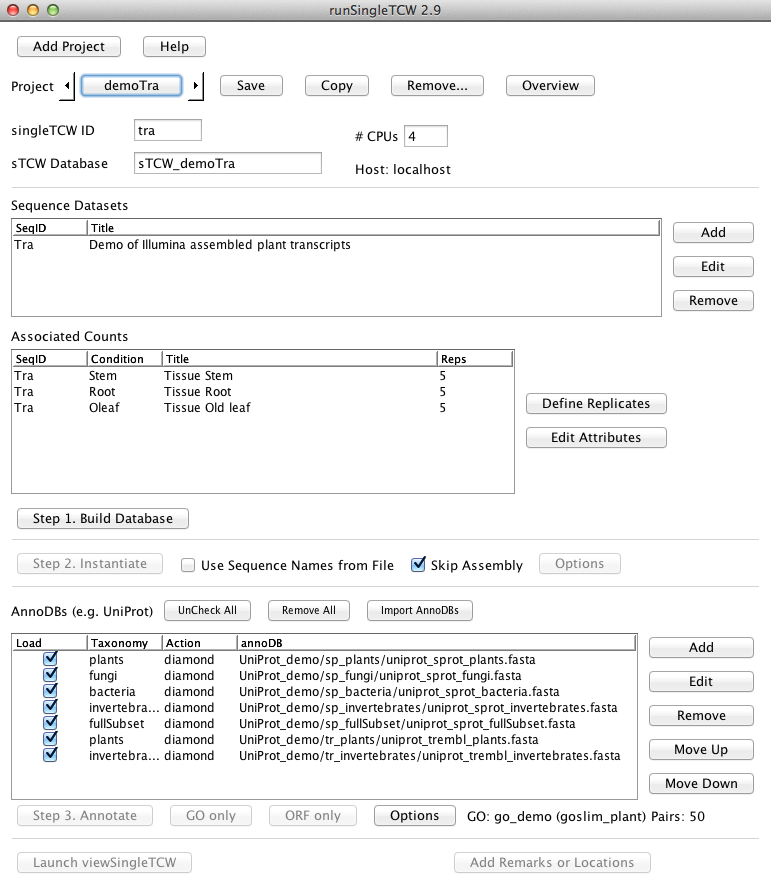 runSingleTCW 2.9
Add Project Help
Project demoTra Save Copy Remove... Overview
singleTCW ID tra # CPUs 4
sTCW Database sTCW_demoTra Host: localhost
Sequence Datasets
SeqID Title
Tra Demo of Illumina assembled plant transcripts
Add
Edit
Remove
Associated Counts
SeqID Condition Title Reps
Tra Stem Tissue Stem 5
Tra Root Tissue Root 5
Tra Oleaf Tissue Old leaf 5
Define Replicates
Edit Attributes
Step 1. Build Database
Step 2. Instantiate Use Sequence Names from File Skip Assembly Options
AnnoDBs (e.g. UniProt) UnCheck All Remove All Import AnnoDBs
Load Taxonomy Action annoDB
plants diamond UniProt_demo/sp_plants/uniprot_sprot_plants.fasta
fungi diamond UniProt_demo/sp_fungi/uniprot_sprot_fungi.fasta
bacteria diamond UniProt_demo/sp_bacteria/uniprot_sprot_bacteria.fasta
invertebra... diamond UniProt_demo/sp_invertebrates/uniprot_sprot_invertebrates.fasta
fullSubset diamond UniProt_demo/sp_fullSubset/uniprot_sprot_fullSubset.fasta
plants diamond UniProt_demo/tr_plants/uniprot_trembl_plants.fasta
invertebra... diamond UniProt_demo/tr_invertebrates/uniprot_trembl_invertebrates.fasta
Add
Edit
Remove
Move Up
Move Down
Step 3. Annotate GO only ORF only Options GO: go_demo (goslim_plant) Pairs: 50
Launch viewSingleTCW Add Remarks or Locations